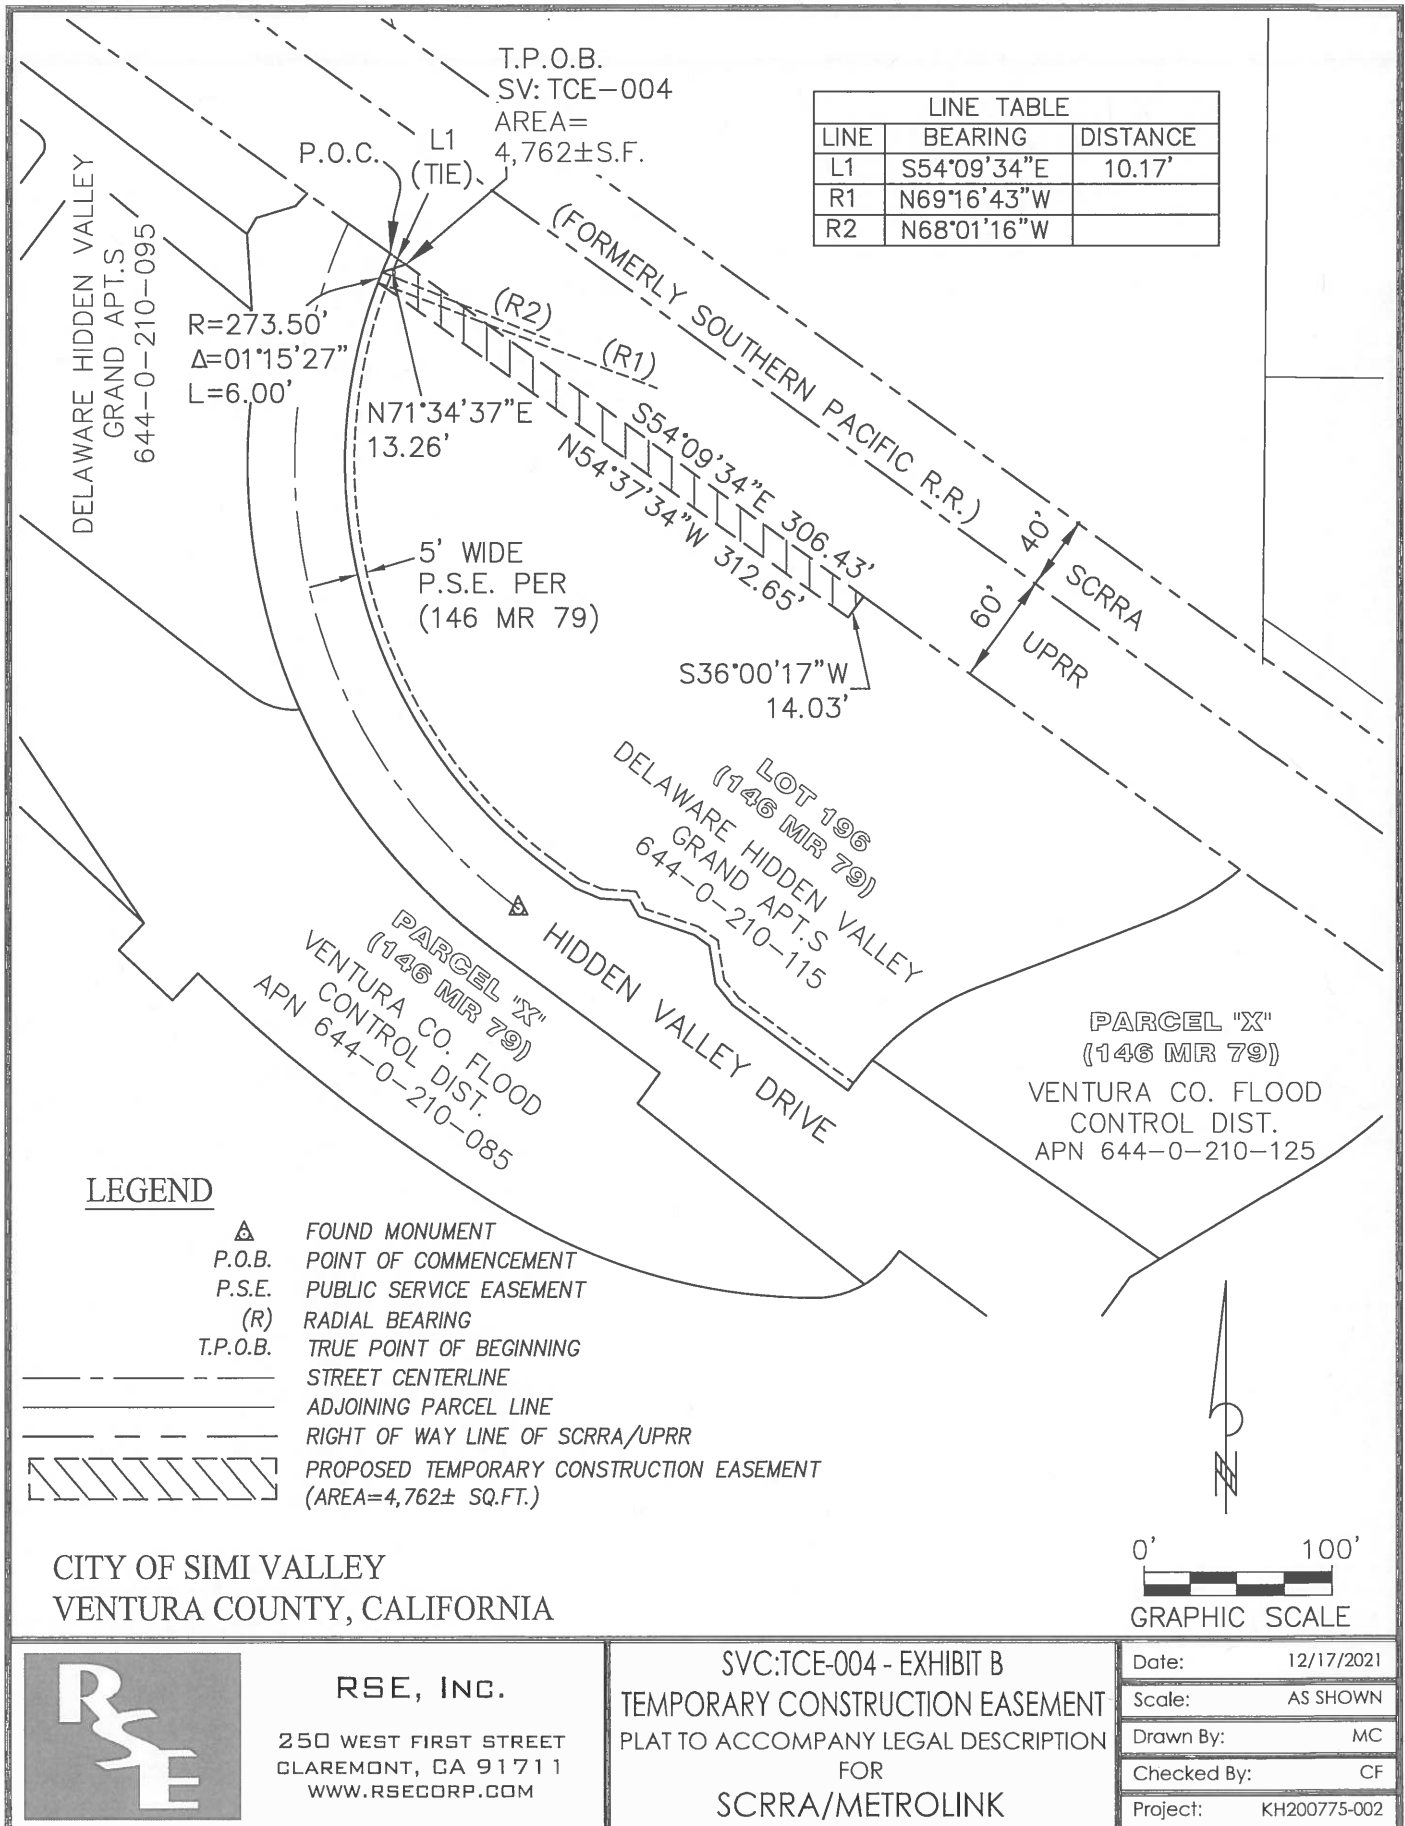 T.P.O.B.
SV: TCE-004
AREA=
4,762±S.F.
P.O.C.
L1
(TIE)
LINE TABLE
LINE BEARING DISTANCE
L1 S54°09'34"E 10.17'
R1 N69°16'43"W
R2 N68°01'16"W
DELAWARE HIDDEN VALLEY
GRAND APT.S
644-0-210-095
R=273.50'
Δ=01°15'27"
L=6.00'
(R2)
(R1)
N71°34'37"E
13.26'
(FORMERLY SOUTHERN PACIFIC R.R.)
S54°09'34"E 306.43'
N54°37'34"W 312.65'
40'
SCRRA
60'
UPRR
5' WIDE
P.S.E. PER
(146 MR 79)
S36°00'17"W
14.03'
LOT 196
(146 MR 79)
DELAWARE HIDDEN VALLEY
GRAND APT.S
644-0-210-115
HIDDEN VALLEY DRIVE
PARCEL "X"
(146 MR 79)
VENTURA CO. FLOOD
CONTROL DIST.
APN 644-0-210-085
PARCEL "X"
(146 MR 79)
VENTURA CO. FLOOD
CONTROL DIST.
APN 644-0-210-125
LEGEND
FOUND MONUMENT
P.O.B. POINT OF COMMENCEMENT
P.S.E. PUBLIC SERVICE EASEMENT
(R) RADIAL BEARING
T.P.O.B. TRUE POINT OF BEGINNING
STREET CENTERLINE
ADJOINING PARCEL LINE
RIGHT OF WAY LINE OF SCRRA/UPRR
PROPOSED TEMPORARY CONSTRUCTION EASEMENT
(AREA=4,762± SQ.FT.)
N
CITY OF SIMI VALLEY
VENTURA COUNTY, CALIFORNIA
0' 100'
GRAPHIC SCALE
RSE
RSE, INC.
250 WEST FIRST STREET
CLAREMONT, CA 91711
WWW.RSECORP.COM
SVC:TCE-004 - EXHIBIT B
TEMPORARY CONSTRUCTION EASEMENT
PLAT TO ACCOMPANY LEGAL DESCRIPTION
FOR
SCRRA/METROLINK
Date: 12/17/2021
Scale: AS SHOWN
Drawn By: MC
Checked By: CF
Project: KH200775-002